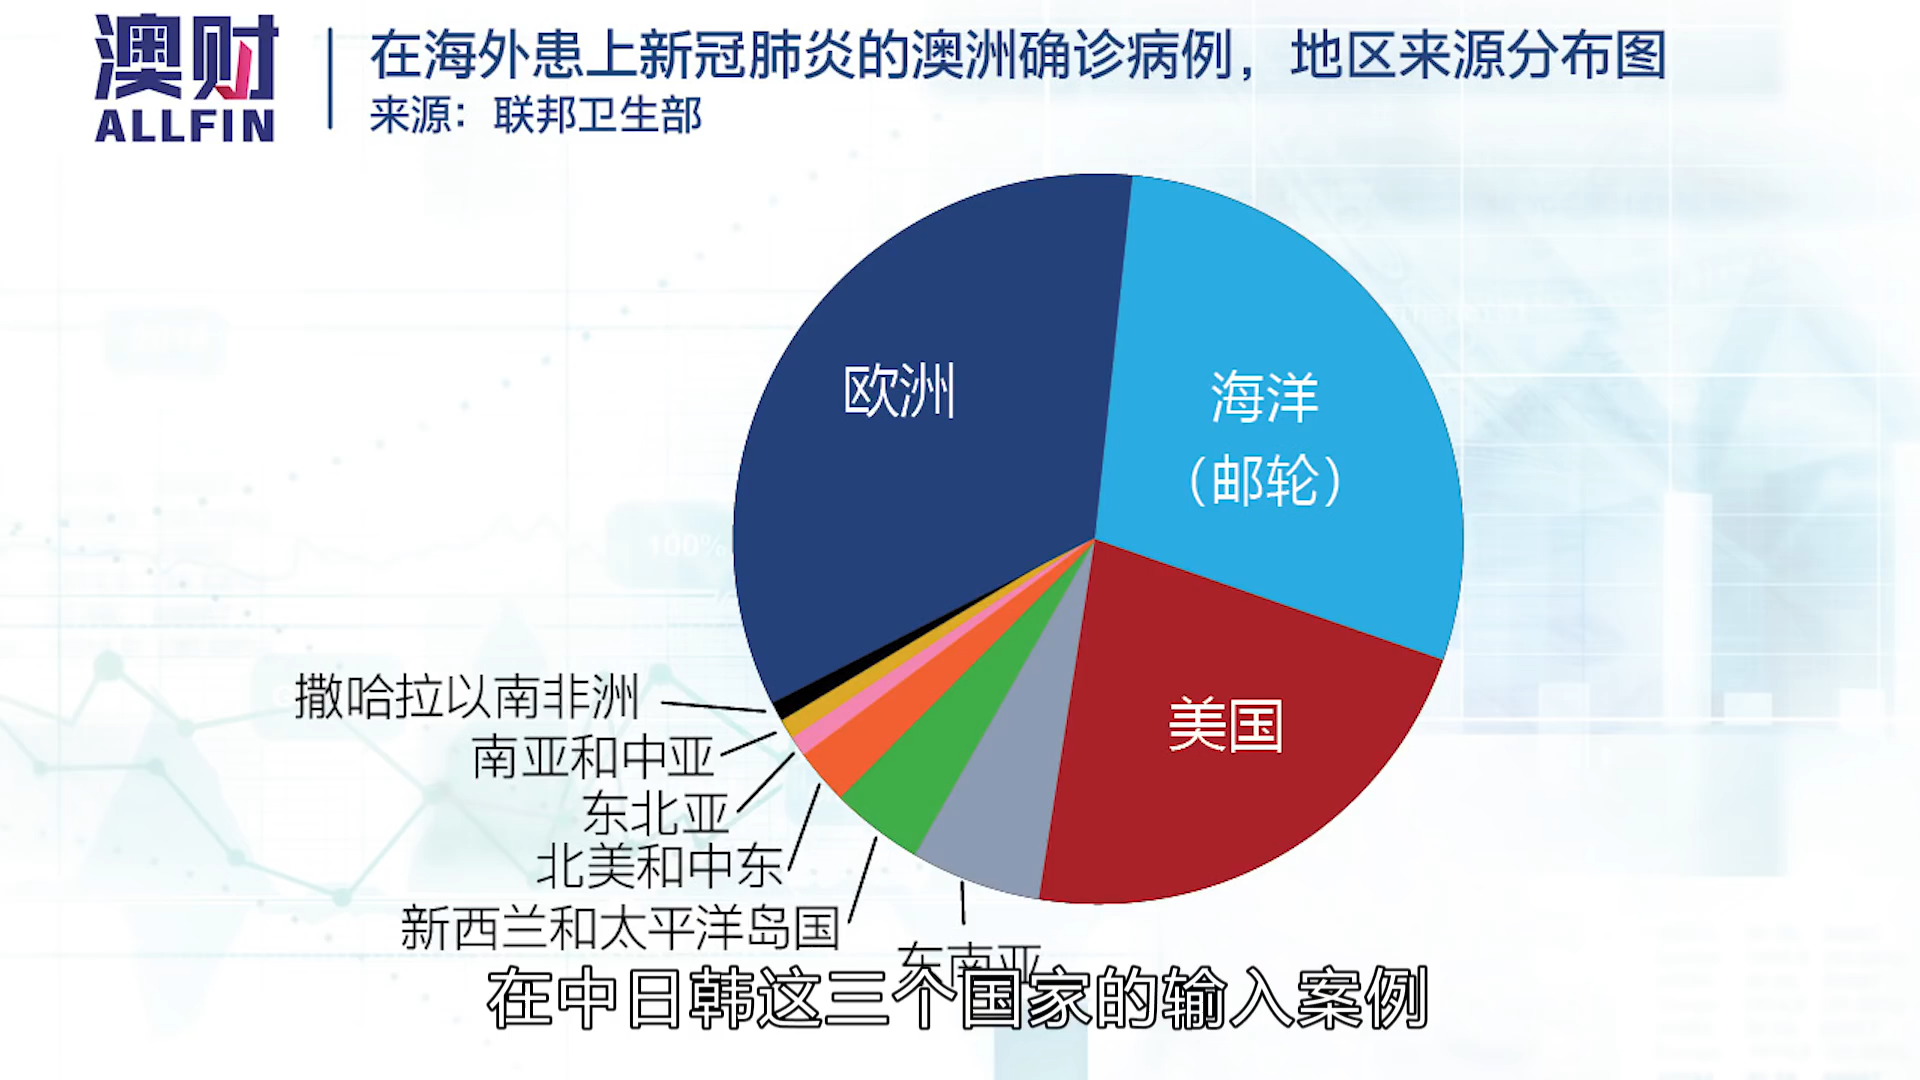 澳财
ALLFIN
在海外患上新冠肺炎的澳洲确诊病例，地区来源分布图
来源：联邦卫生部
欧洲
海洋
（邮轮）
100%
美国
撒哈拉以南非洲
南亚和中亚
东北亚
北美和中东
新西兰和太平洋岛国
东南亚
在中日韩这三个国家的输入案例